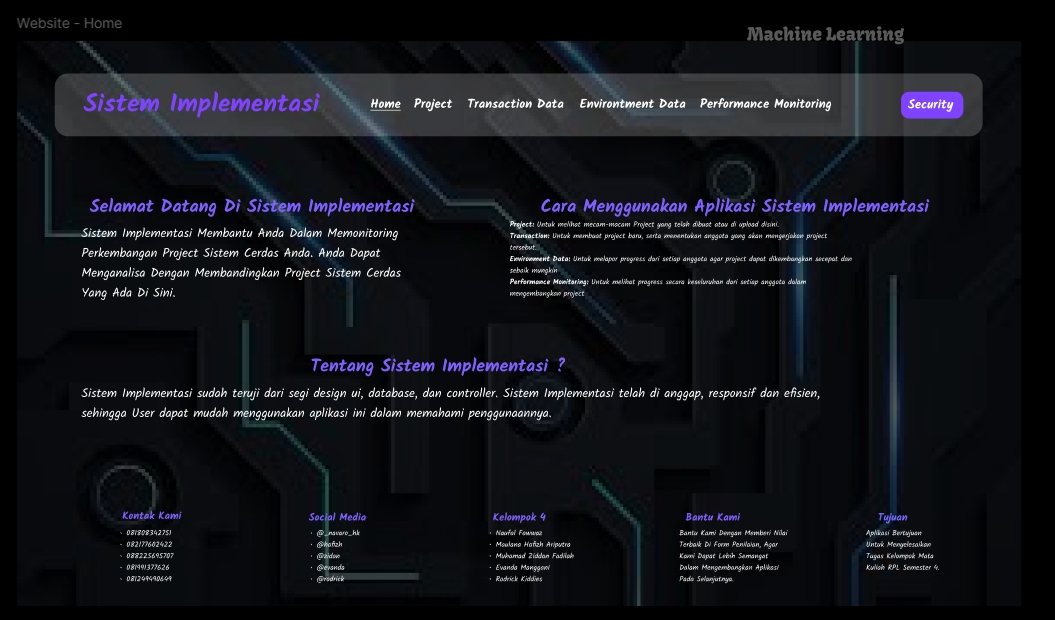 Website - Home
Machine Learning
Sistem Implementasi
Home
Project
Transaction Data
Environtment Data
Performance Monitoring
Security
Selamat Datang Di Sistem Implementasi
Sistem Implementasi Membantu Anda Dalam Memonitoring
Perkembangan Project Sistem Cerdas Anda. Anda Dapat
Menganalisa Dengan Membandingkan Project Sistem Cerdas
Yang Ada Di Sini.
Cara Menggunakan Aplikasi Sistem Implementasi
Project: Untuk melihat mecam-macam Project yang telah dibuat atau di upload disini.
Transaction: Untuk membuat project baru, serta menentukan anggota yang akan mengerjakan project
tersebut.
Environment Data: Untuk melapor progress dari setiap anggota agar project dapat dikembangkan secepat dan
sebaik mungkin
Performance Monitoring: Untuk melihat progress secara keseluruhan dari setiap anggota dalam
mengembangkan project
Tentang Sistem Implementasi ?
Sistem Implementasi sudah teruji dari segi design ui, database, dan controller. Sistem Implementasi telah di anggap, responsif dan efisien,
sehingga User dapat mudah menggunakan aplikasi ini dalam memahami penggunaannya.
Kontak Kami
• 081808342751
• 082177602422
• 088225695707
• 081991377626
• 081249490649
Social Media
• @_navaro_hk
• @hafizh
• @zidan
• @evanda
• @rodrick
Kelompok 4
• Naufal Fawwaz
• Maulana Hafizh Ariputra
• Muhamad Ziddan Fadilah
• Evanda Manggani
• Rodrick Kiddies
Bantu Kami
Bantu Kami Dengan Memberi Nilai
Terbaik Di Form Penilaian, Agar
Kami Dapat Lebih Semangat
Dalam Mengembangkan Aplikasi
Pada Selanjutnya.
Tujuan
Aplikasi Bertujuan
Untuk Menyelesaikan
Tugas Kelompok Mata
Kuliah RPL Semester 4.